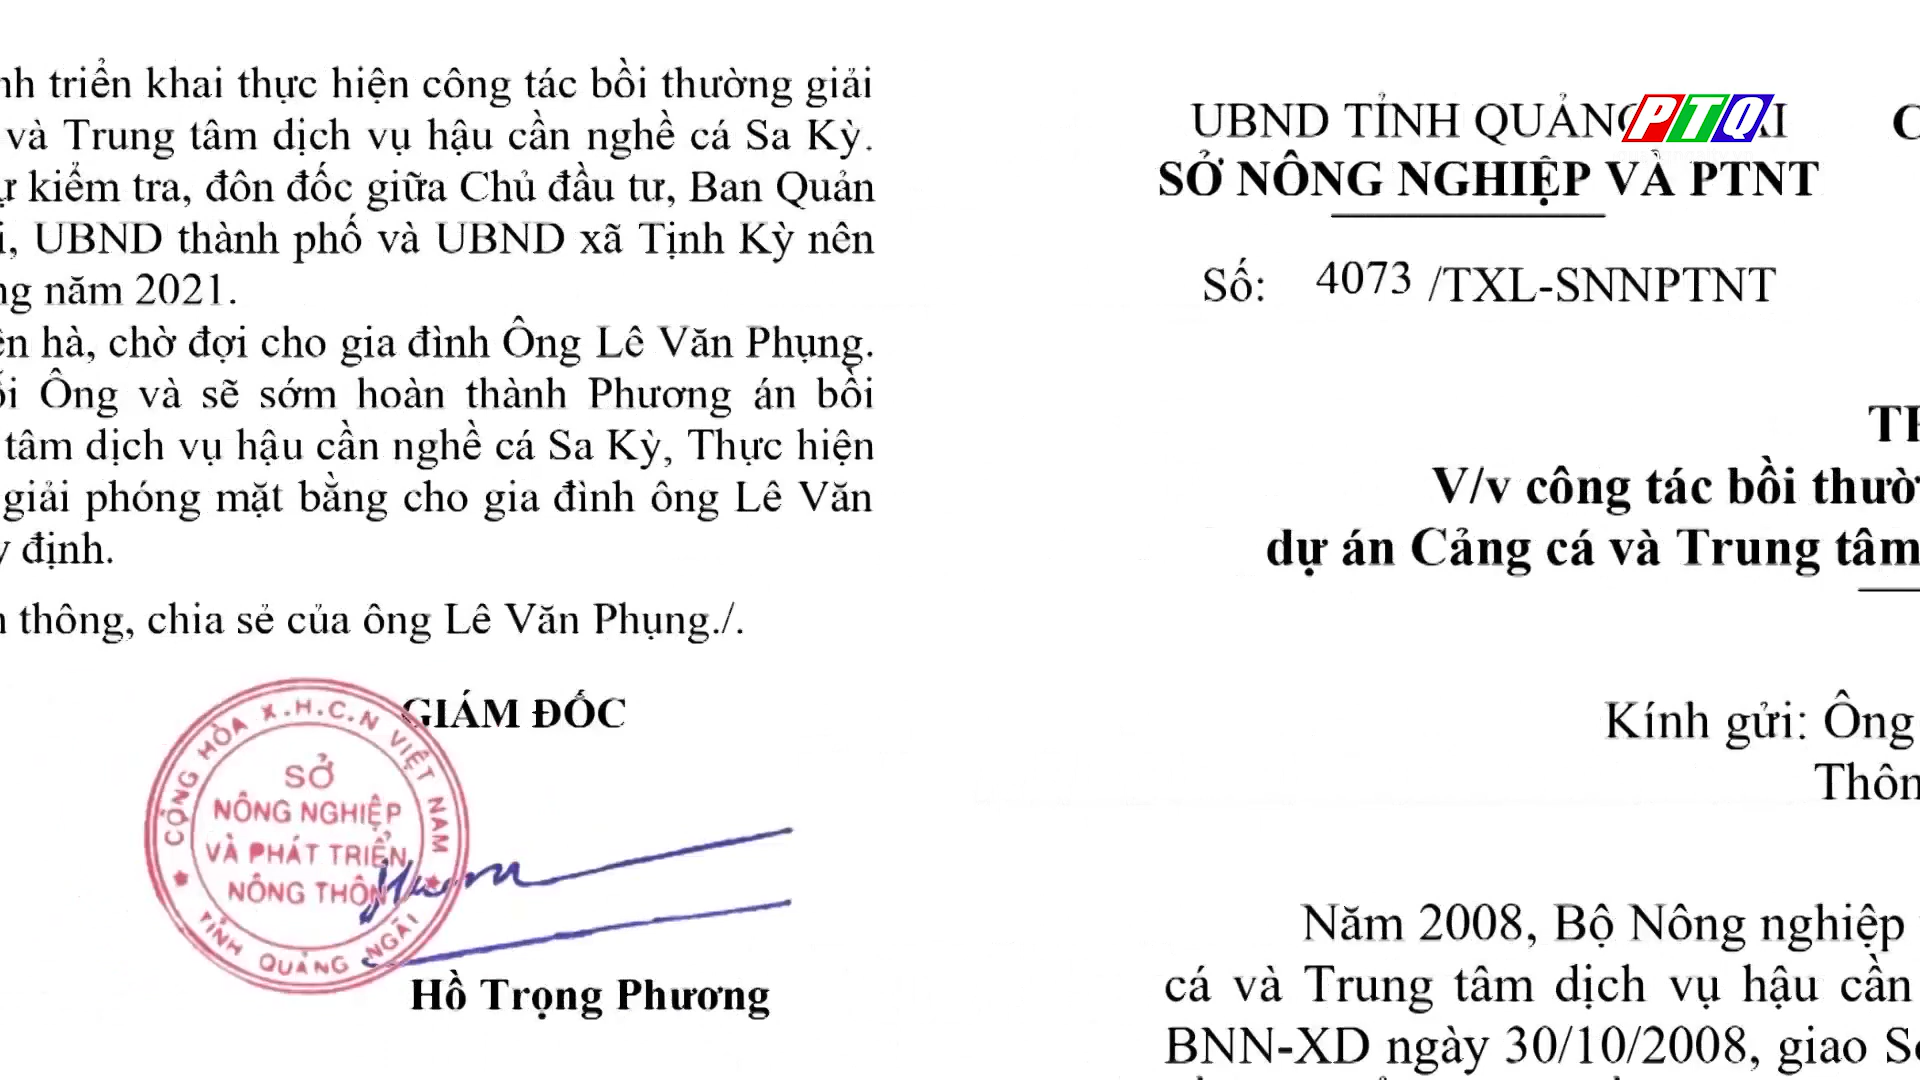 nh triển khai thực hiện công tác bồi thường giải
và Trung tâm dịch vụ hậu cần nghề cá Sa Kỳ.
kiểm tra, đôn đốc giữa Chủ đầu tư, Ban Quản
i, UBND thành phố và UBND xã Tịnh Kỳ nên
ng năm 2021.
ền hà, chờ đợi cho gia đình Ông Lê Văn Phụng.
Ông và sẽ sớm hoàn thành Phương án bồi
tâm dịch vụ hậu cần nghề cá Sa Kỳ, Thực hiện
giải phóng mặt bằng cho gia đình ông Lê Văn
y định.
thông, chia sẻ của ông Lê Văn Phụng./.
GIÁM ĐỐC
CỘNG HÒA X.H.C.N VIỆT NAM
SỞ
NÔNG NGHIỆP
VÀ PHÁT TRIỂN
NÔNG THÔN
TỈNH QUẢNG NGÃI
Hồ Trọng Phương
PTQ
UBND TỈNH QUẢNG NGÃI
SỞ NÔNG NGHIỆP VÀ PTNT
Số: 4073 /TXL-SNNPTNT
V/v công tác bồi thườn
dự án Cảng cá và Trung tâm
Kính gửi: Ông
Thôn
Năm 2008, Bộ Nông nghiệp
cá và Trung tâm dịch vụ hậu cần
BNN-XD ngày 30/10/2008, giao Sở